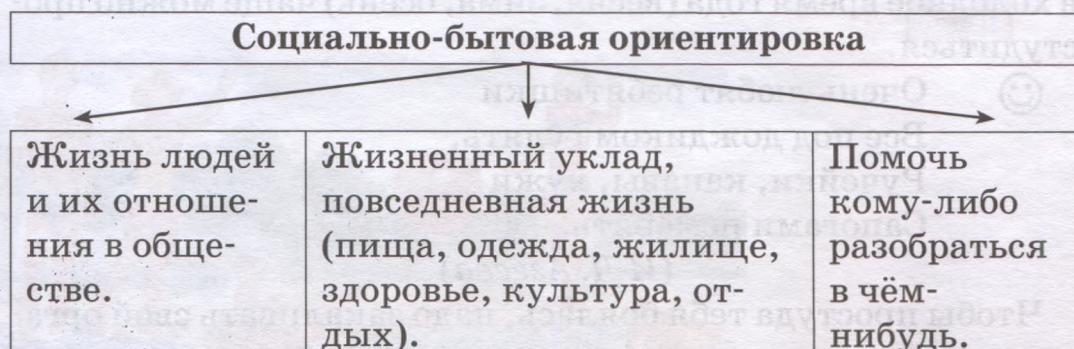 Социально-бытовая ориентировка
Жизнь людей
и их отноше-
ния в обще-
стве.
Жизненный уклад,
повседневная жизнь
(пища, одежда, жилище,
здоровье, культура, от-
дых).
Помочь
кому-либо
разобраться
в чём-
нибудь.